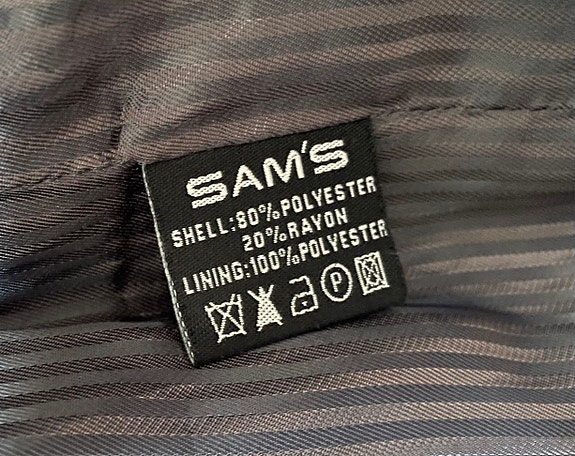 SAM'S
SHELL:80%POLYESTER
20%RAYON
LINING:100%POLYESTER
P